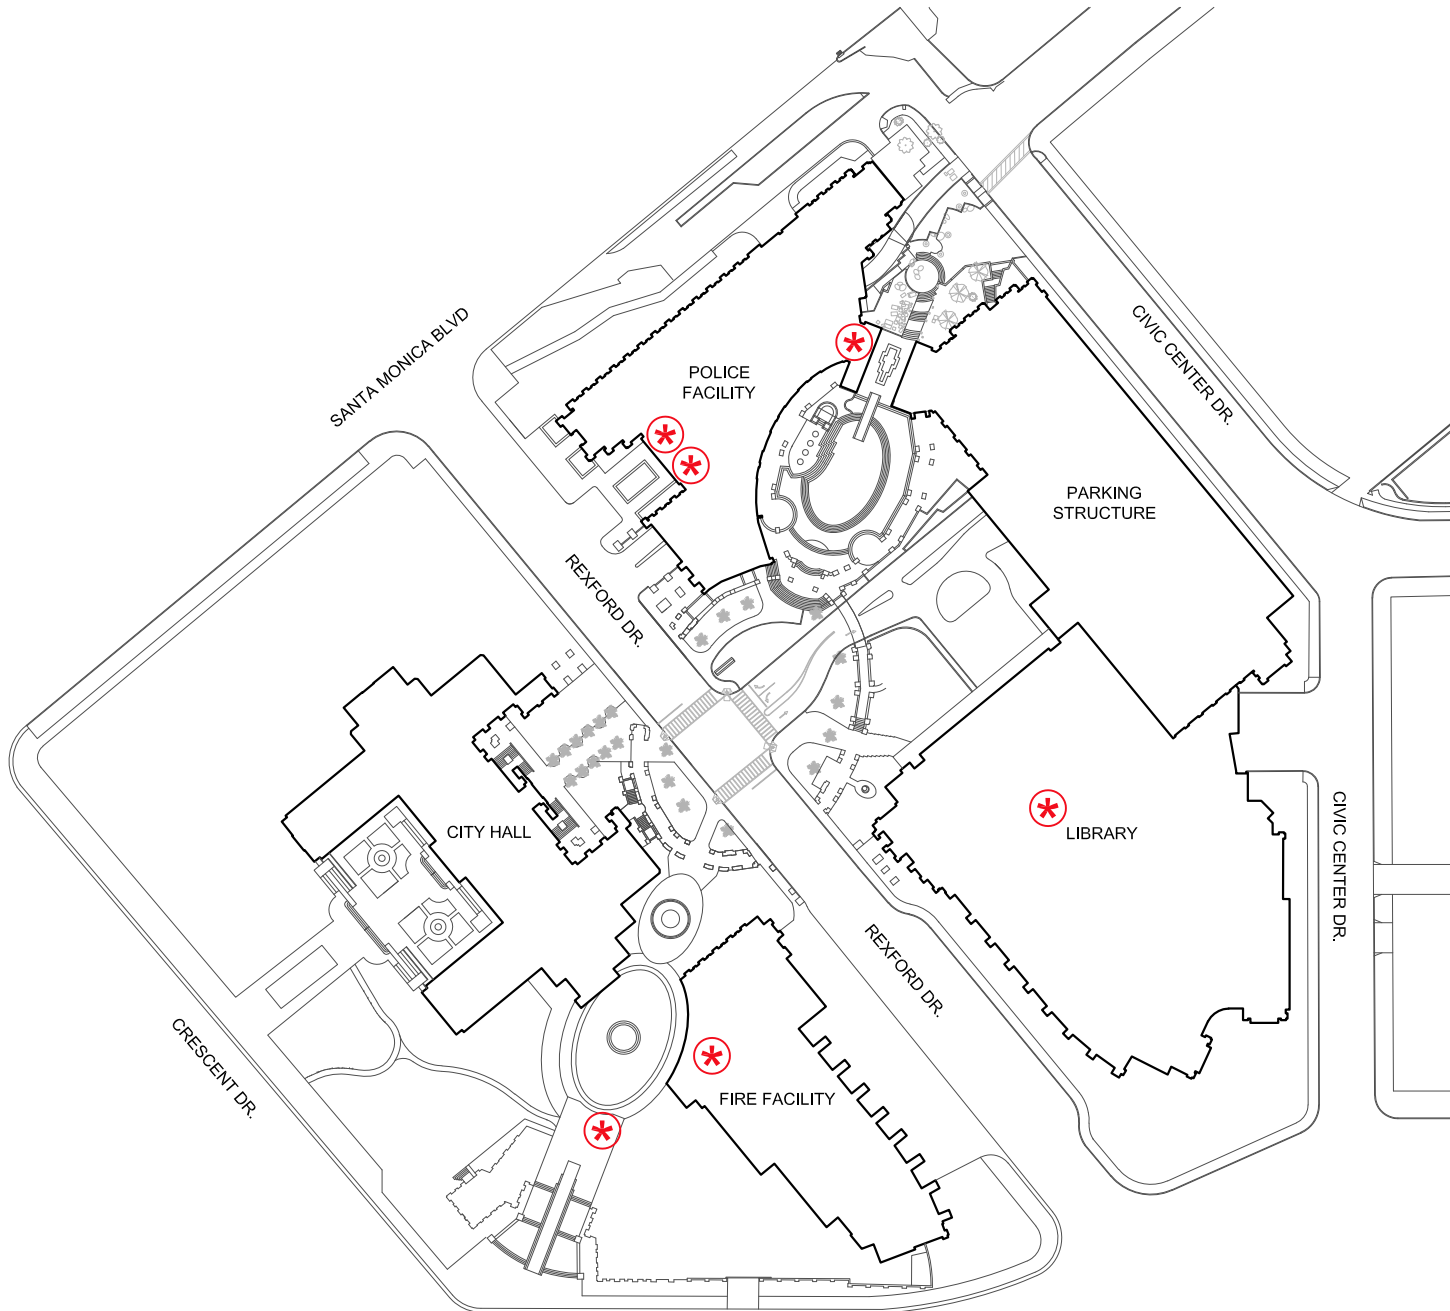 SANTA MONICA BLVD
CIVIC CENTER DR.
POLICE
FACILITY
PARKING
STRUCTURE
REXFORD DR.
CITY HALL
LIBRARY
CIVIC CENTER DR.
REXFORD DR.
CRESCENT DR.
FIRE FACILITY